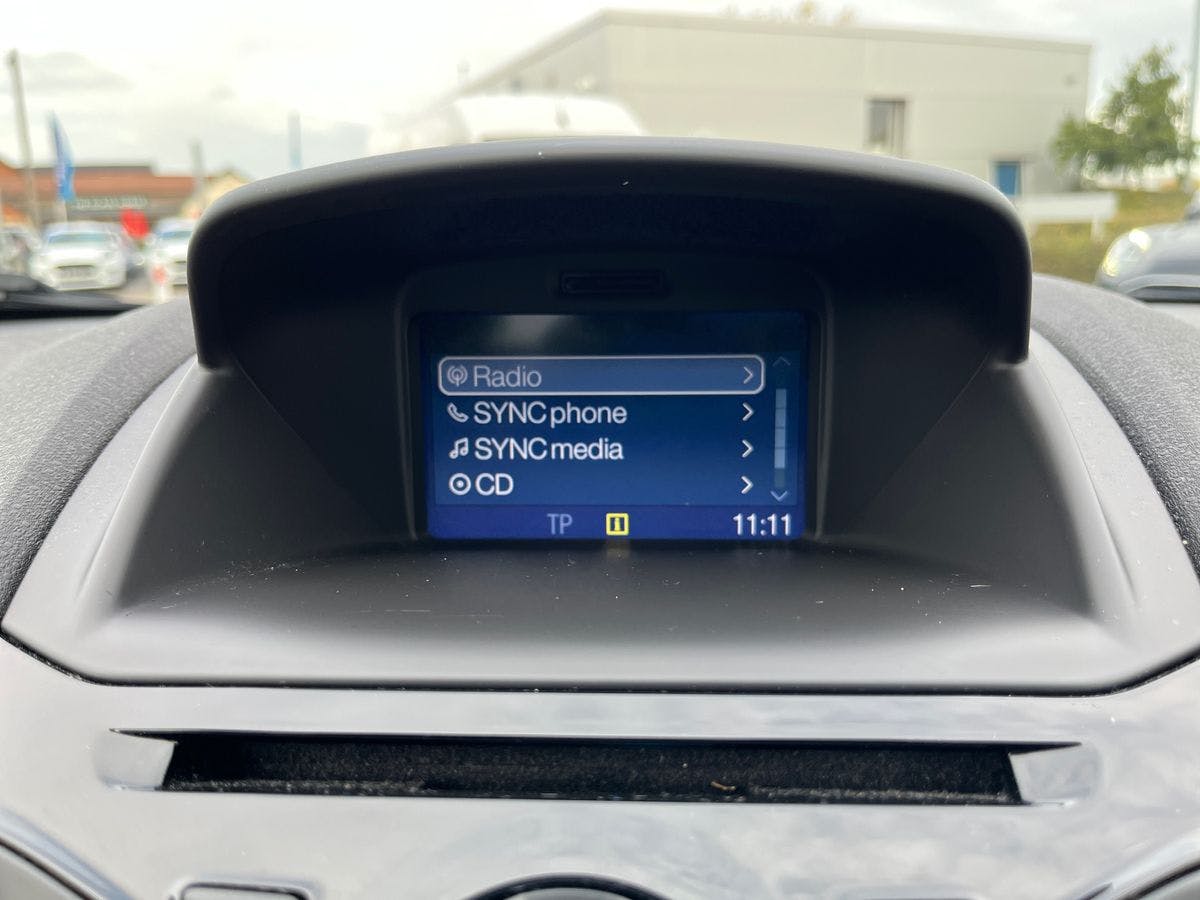 Radio
SYNC phone
SYNC media
CD
TP i 11:11